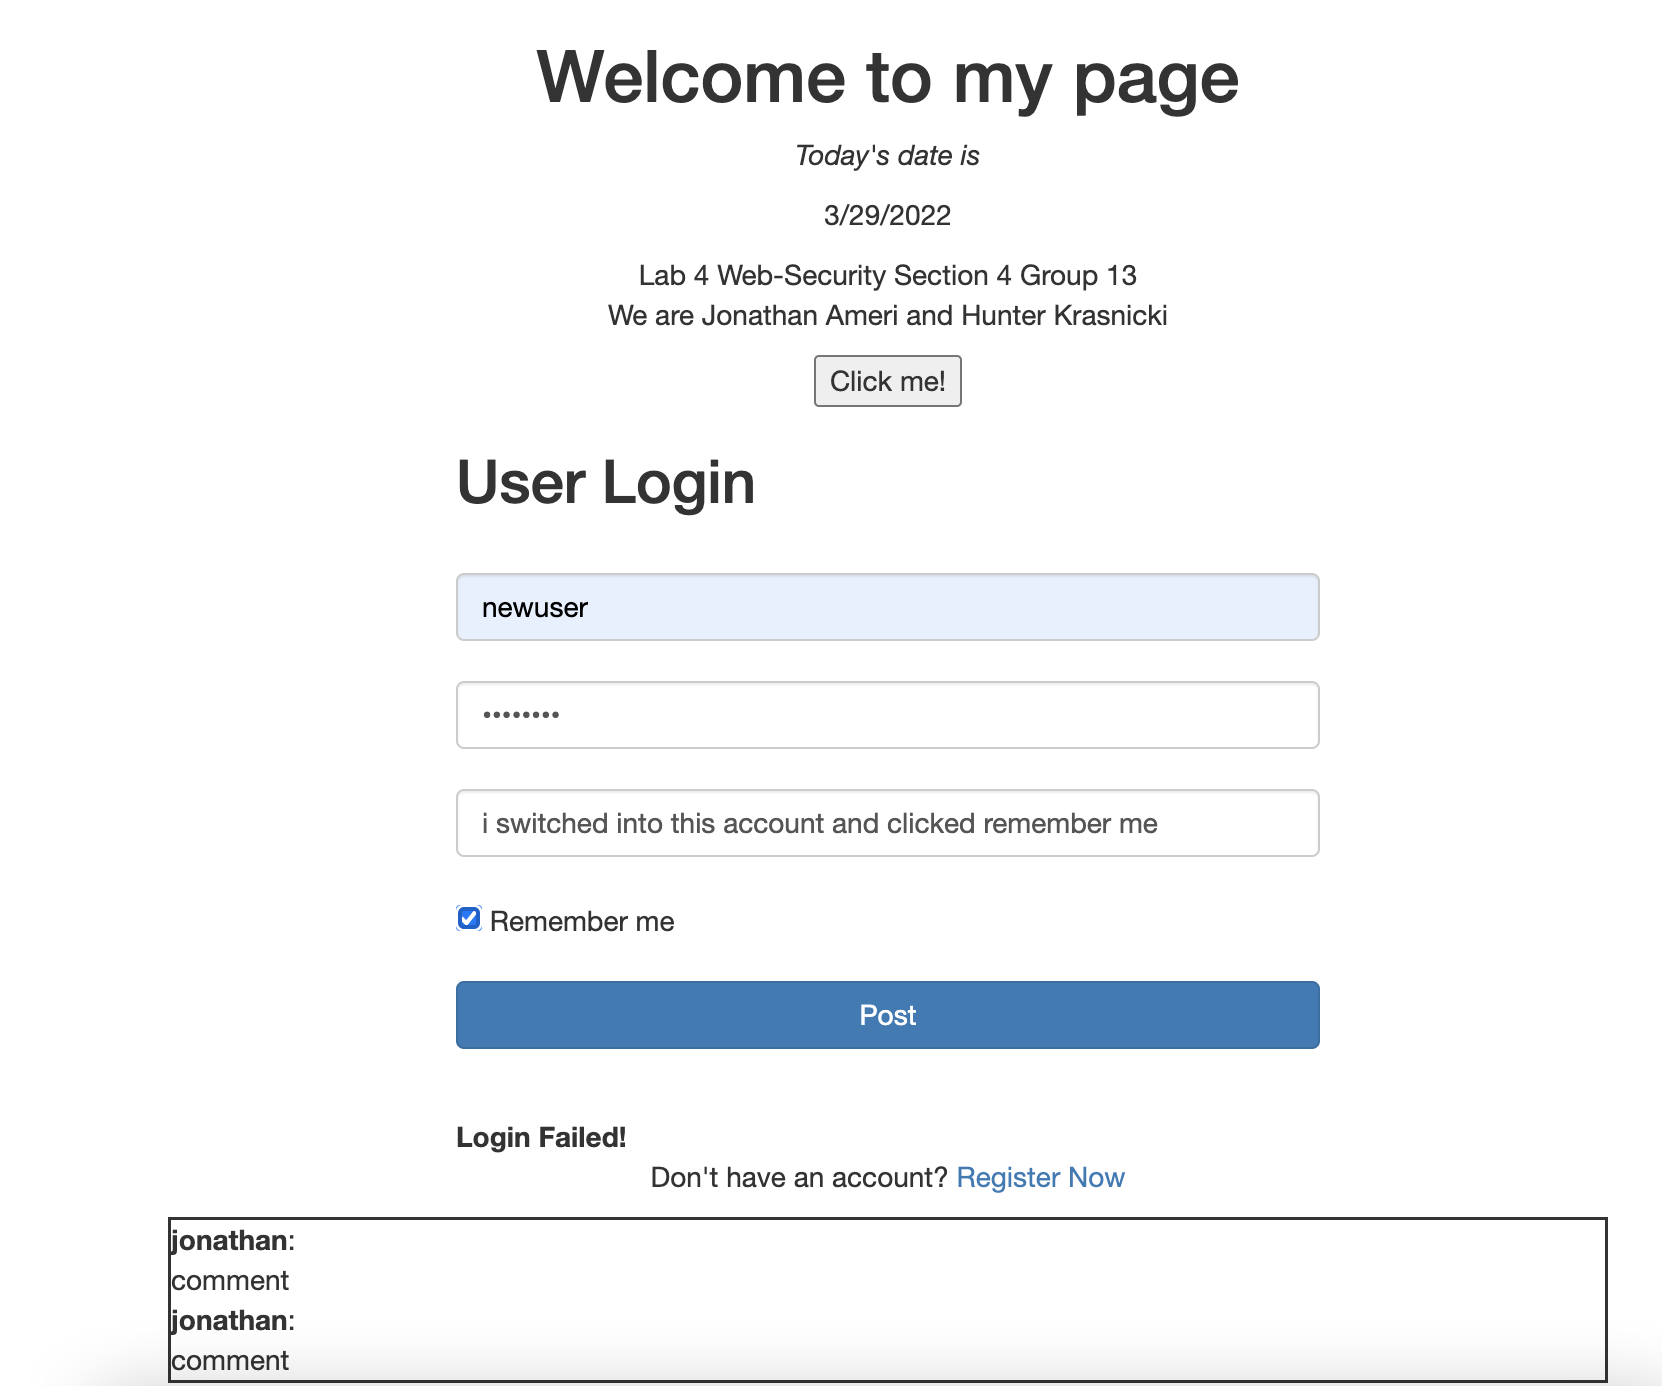 Welcome to my page
Today's date is
3/29/2022
Lab 4 Web-Security Section 4 Group 13
We are Jonathan Ameri and Hunter Krasnicki
Click me!
User Login
newuser
••••••••
i switched into this account and clicked remember me
Remember me
Post
Login Failed!
Don't have an account? Register Now
jonathan:
comment
jonathan:
comment